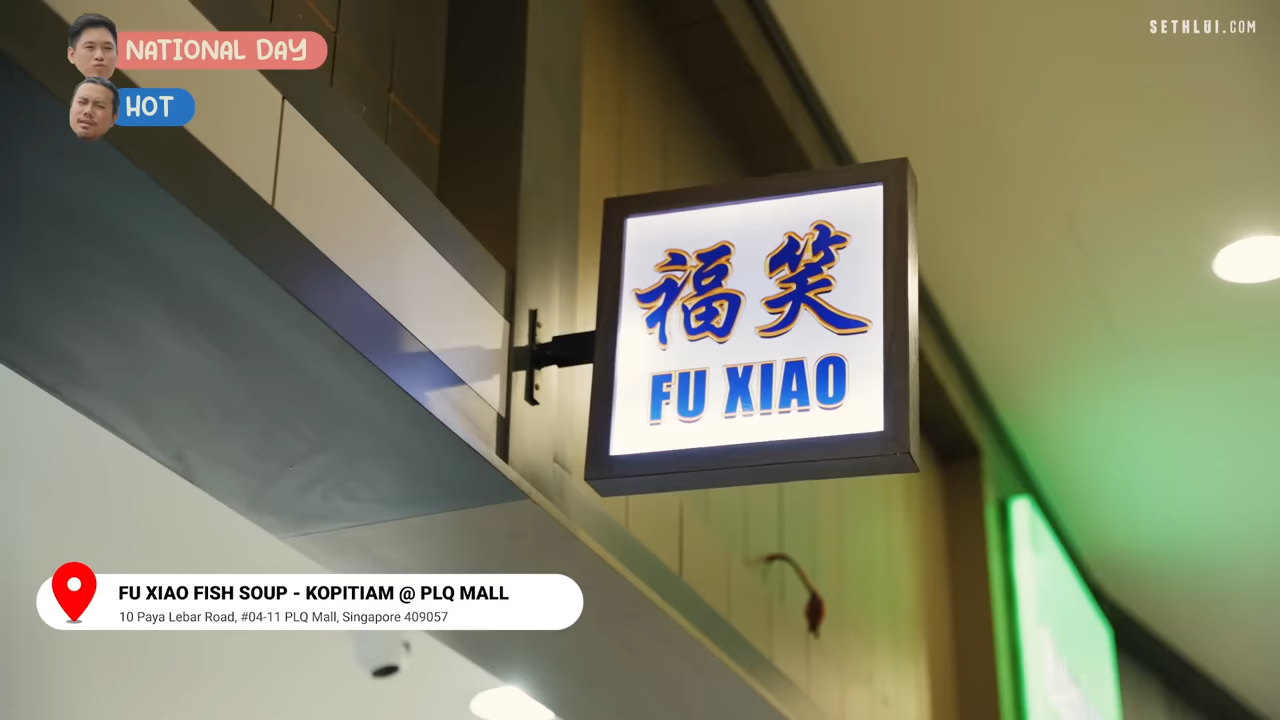 NATIONAL DAY
HOT
SETHLUI.COM
福笑
FU XIAO
FU XIAO FISH SOUP - KOPITIAM @ PLQ MALL
10 Paya Lebar Road, #04-11 PLQ Mall, Singapore 409057